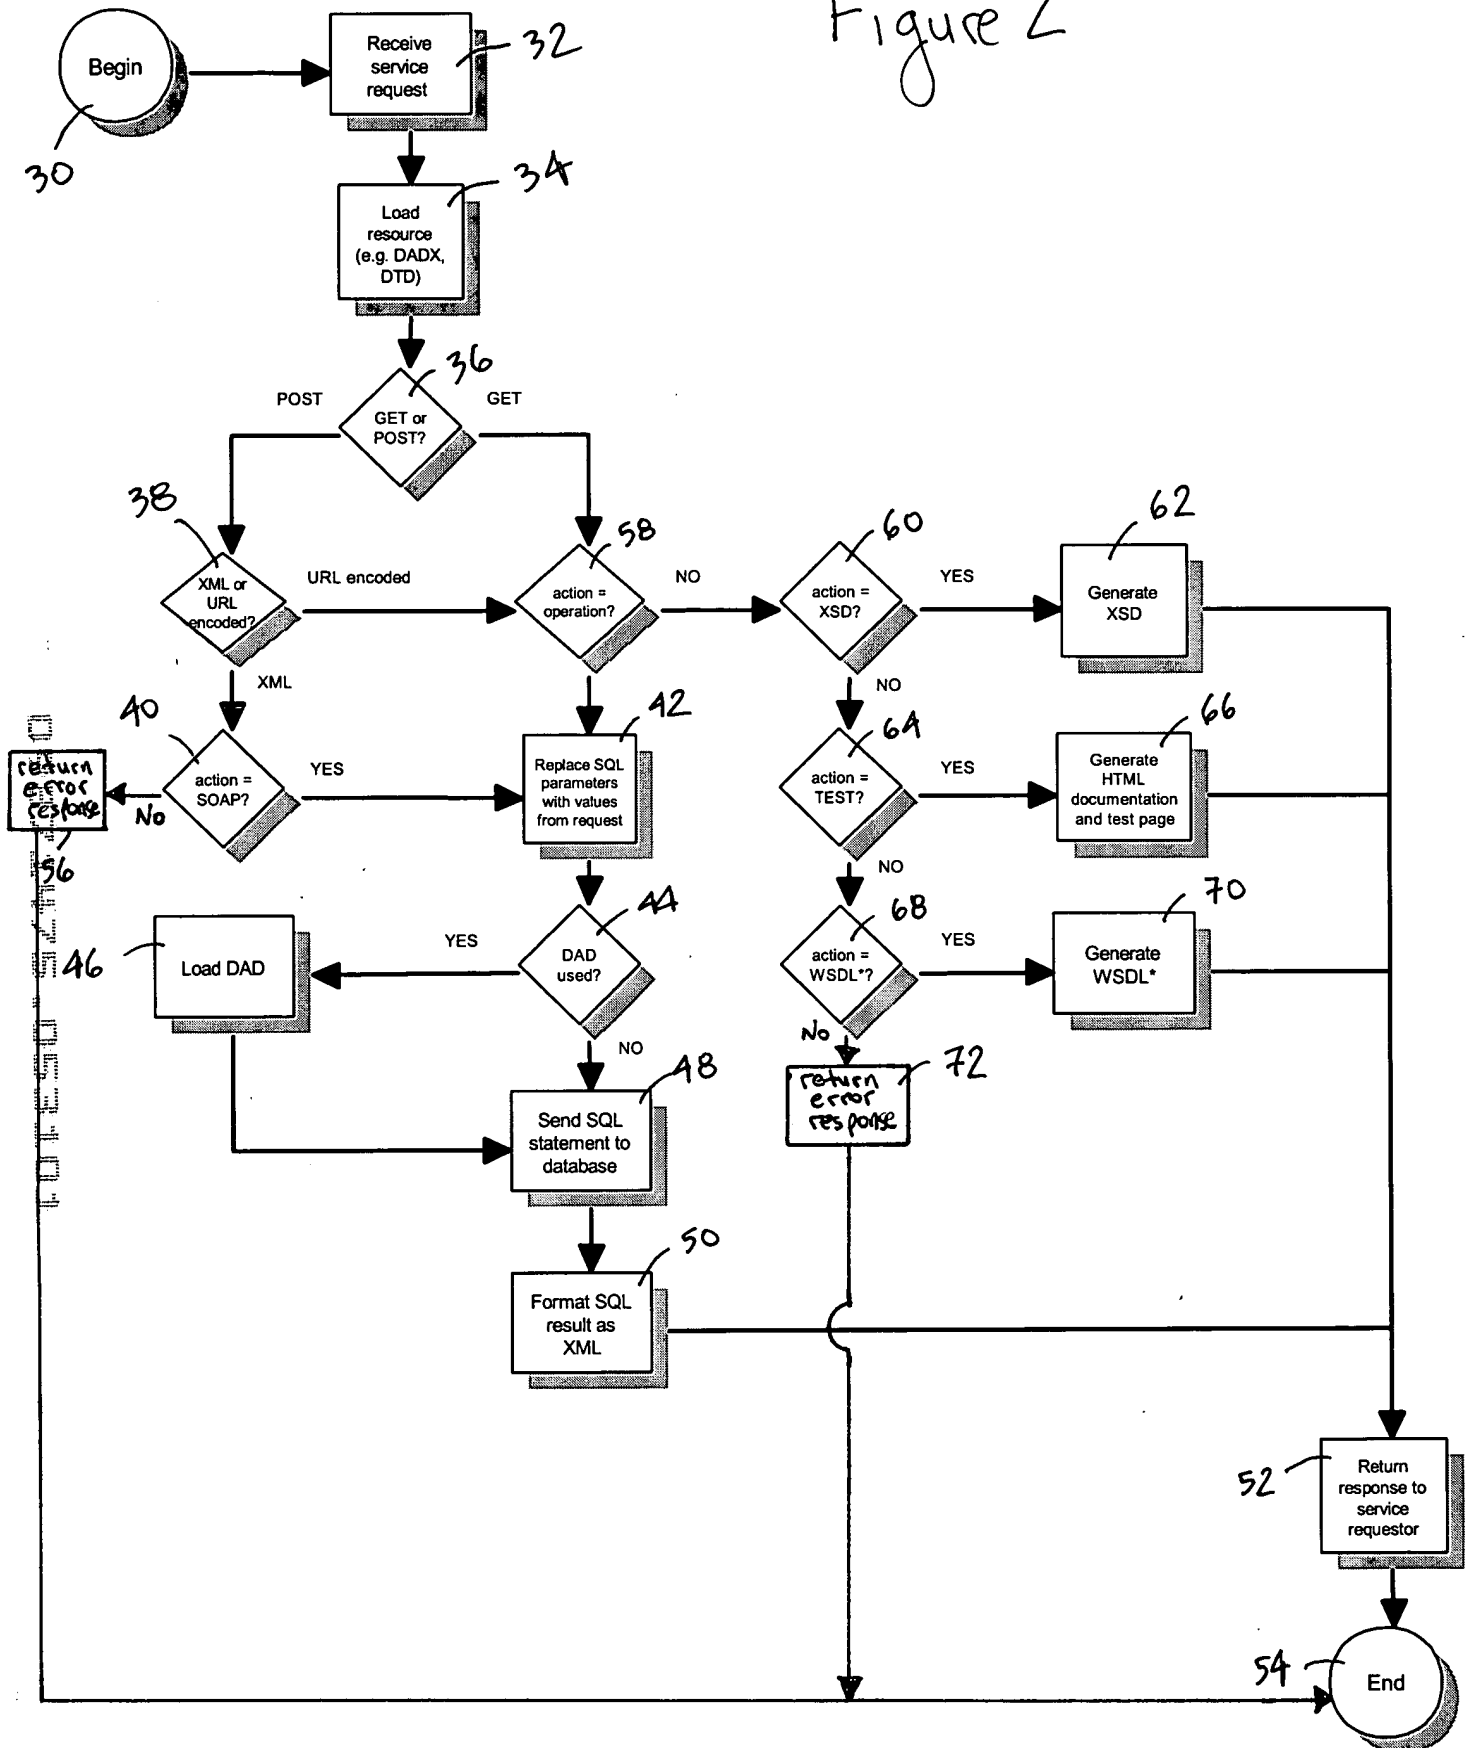 Figure 2
Begin
30
Receive
service
request
32
Load
resource
(e.g. DADX,
DTD)
34
36
POST
GET
GET or
POST?
38
XML or
URL
encoded?
URL encoded
58
action =
operation?
NO
60
action =
XSD?
YES
62
Generate
XSD
XML
NO
40
action =
SOAP?
YES
No
return
error
response
56
42
Replace SQL
parameters
with values
from request
64
action =
TEST?
YES
66
Generate
HTML
documentation
and test page
NO
46
Load DAD
YES
44
DAD
used?
NO
68
action =
WSDL*?
YES
70
Generate
WSDL*
No
72
return
error
response
48
Send SQL
statement to
database
50
Format SQL
result as
XML
52
Return
response to
service
requestor
54
End